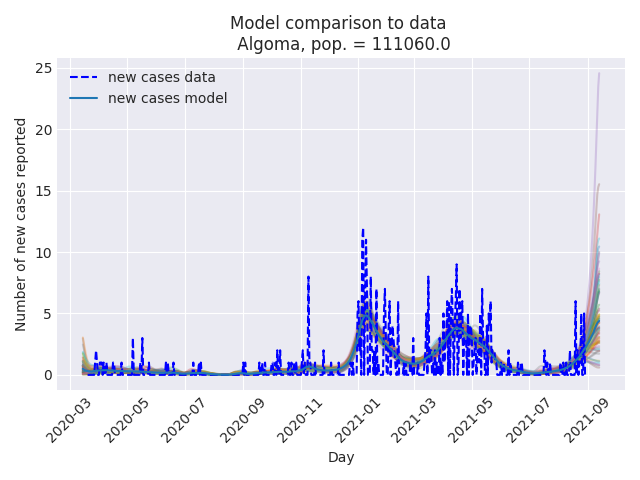 Model comparison to data
Algoma, pop. = 111060.0
new cases data
new cases model
Number of new cases reported
25
20
15
10
5
0
2020-03
2020-05
2020-07
2020-09
2020-11
2021-01
2021-03
2021-05
2021-07
2021-09
Day